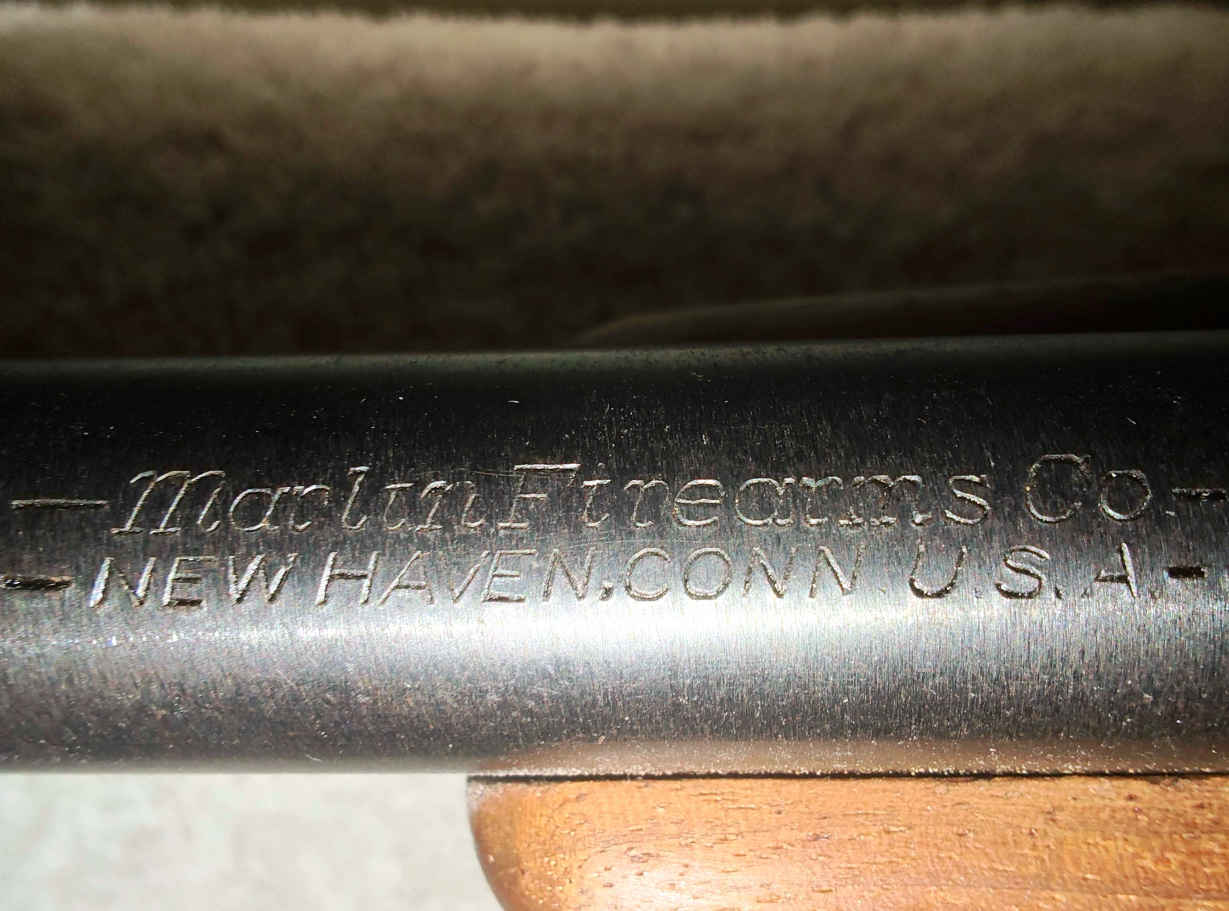 — Marlin Firearms Co. -
- NEW HAVEN, CONN. U.S.A. -